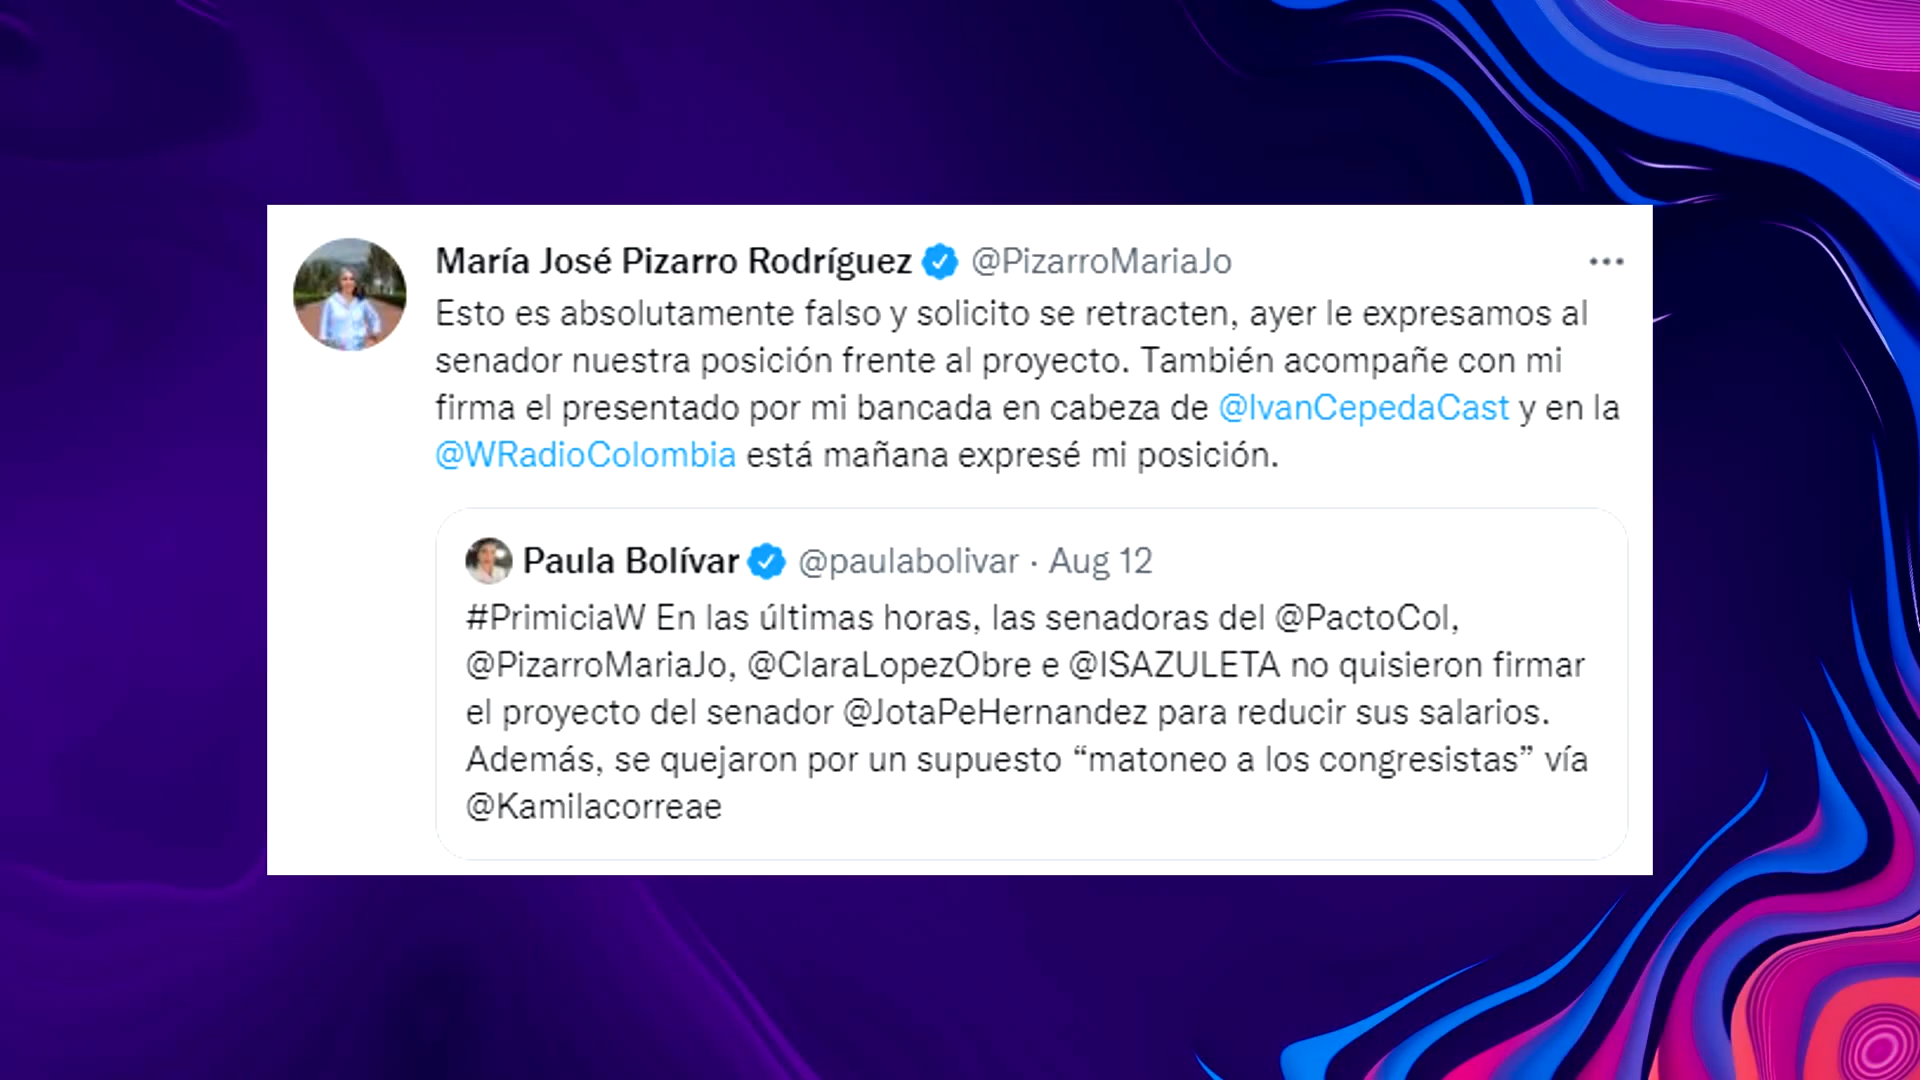 María José Pizarro Rodríguez @PizarroMariaJo
Esto es absolutamente falso y solicito se retracten, ayer le expresamos al
senador nuestra posición frente al proyecto. También acompañe con mi
firma el presentado por mi bancada en cabeza de @IvanCepedaCast y en la
@WRadioColombia está mañana expresé mi posición.
Paula Bolívar @paulabolivar · Aug 12
#PrimiciaW En las últimas horas, las senadoras del @PactoCol,
@PizarroMariaJo, @ClaraLopezObre e @ISAZULETA no quisieron firmar
el proyecto del senador @JotaPeHernandez para reducir sus salarios.
Además, se quejaron por un supuesto “matoneo a los congresistas” vía
@Kamilacorreae